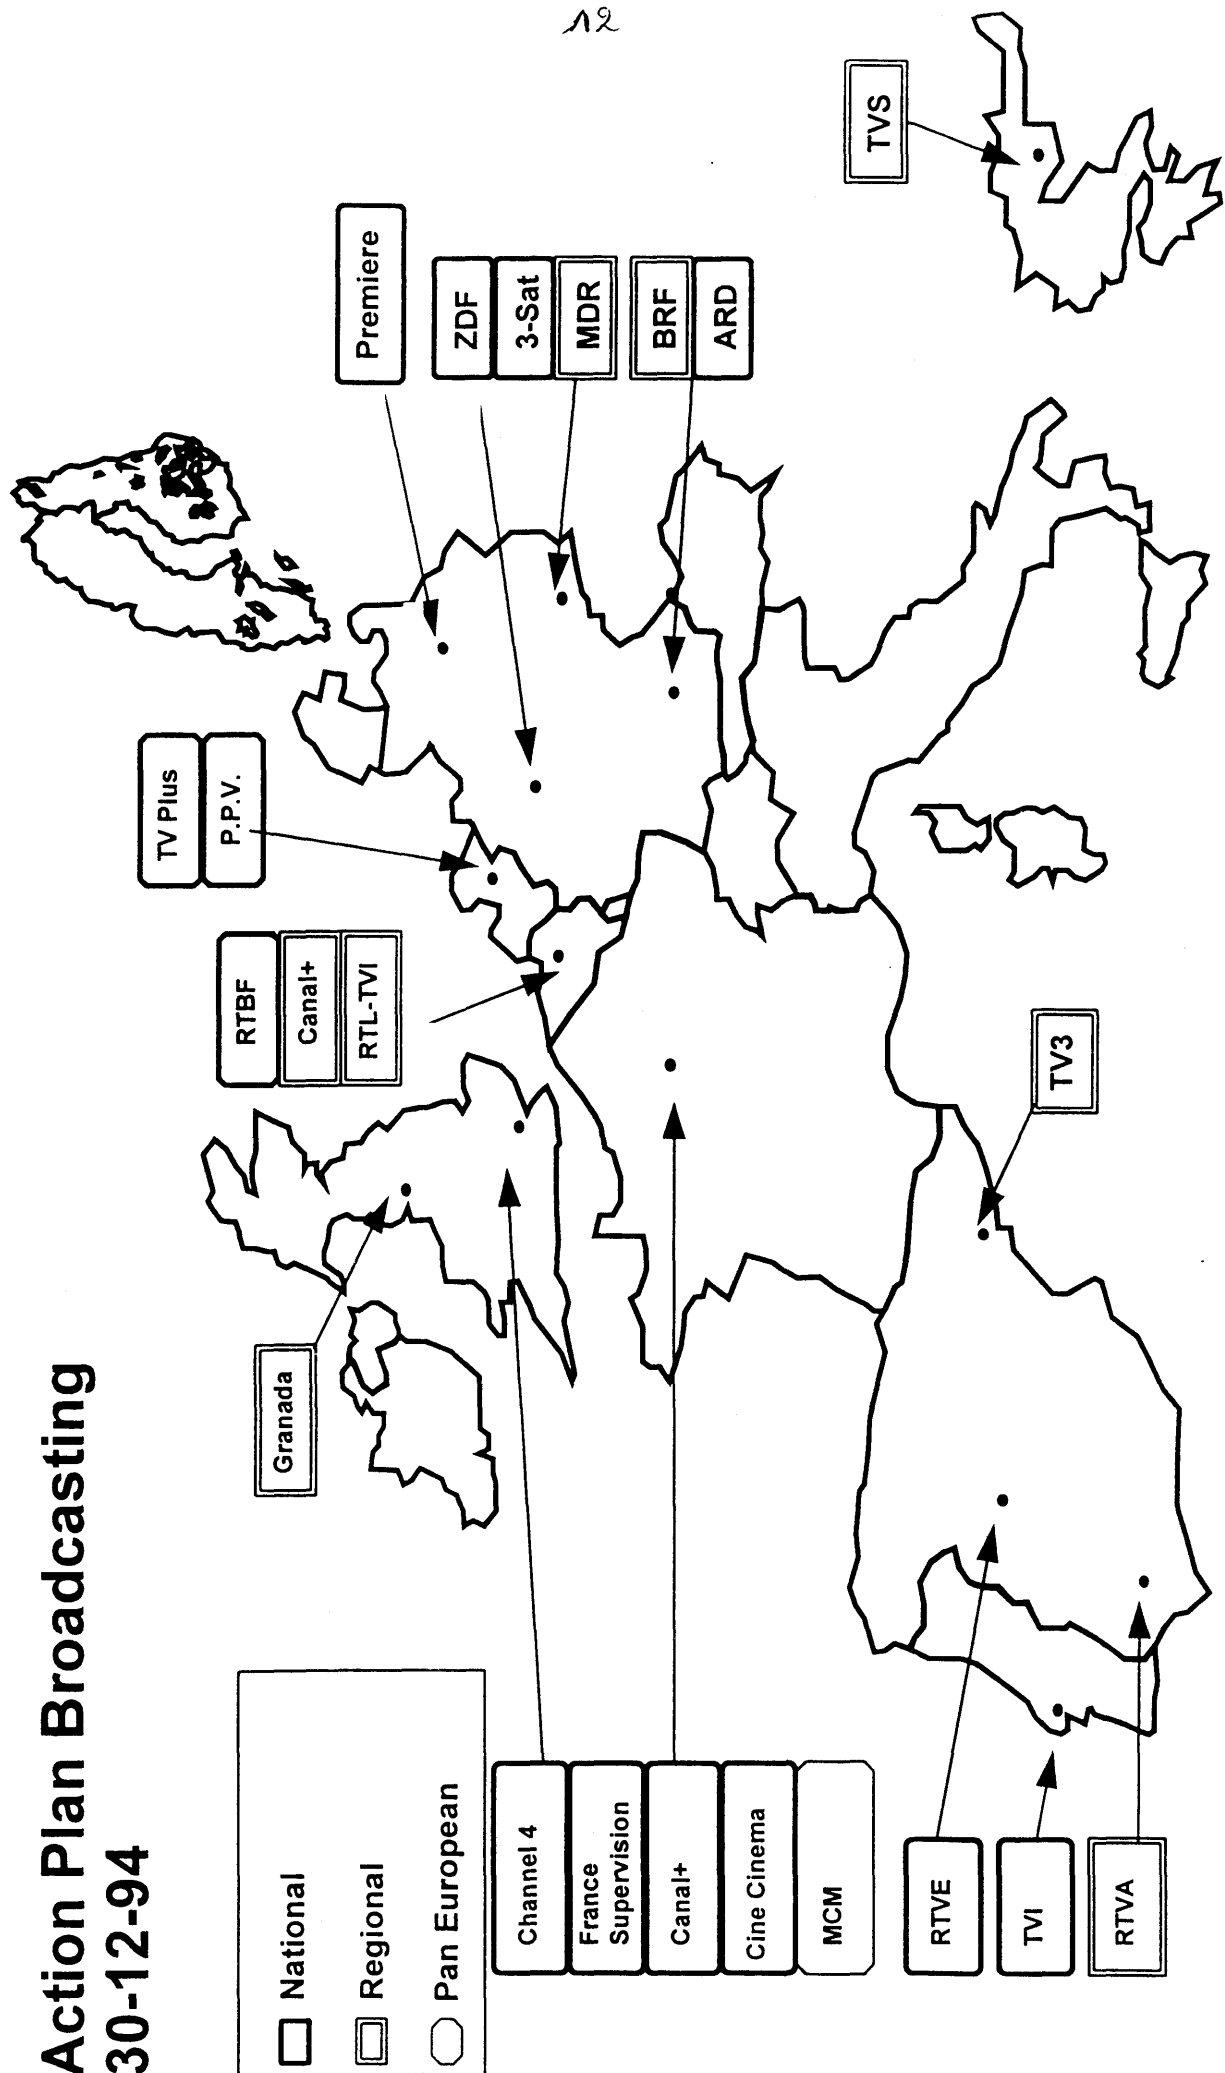 12
Action Plan Broadcasting
30-12-94
National
Regional
Pan European
Granada
RTBF
Canal+
RTL-TVI
TV Plus
P.P.V.
Premiere
ZDF
3-Sat
MDR
BRF
ARD
TVS
Channel 4
France
Supervision
Canal+
Cine Cinema
MCM
RTVE
TVI
RTVA
TV3